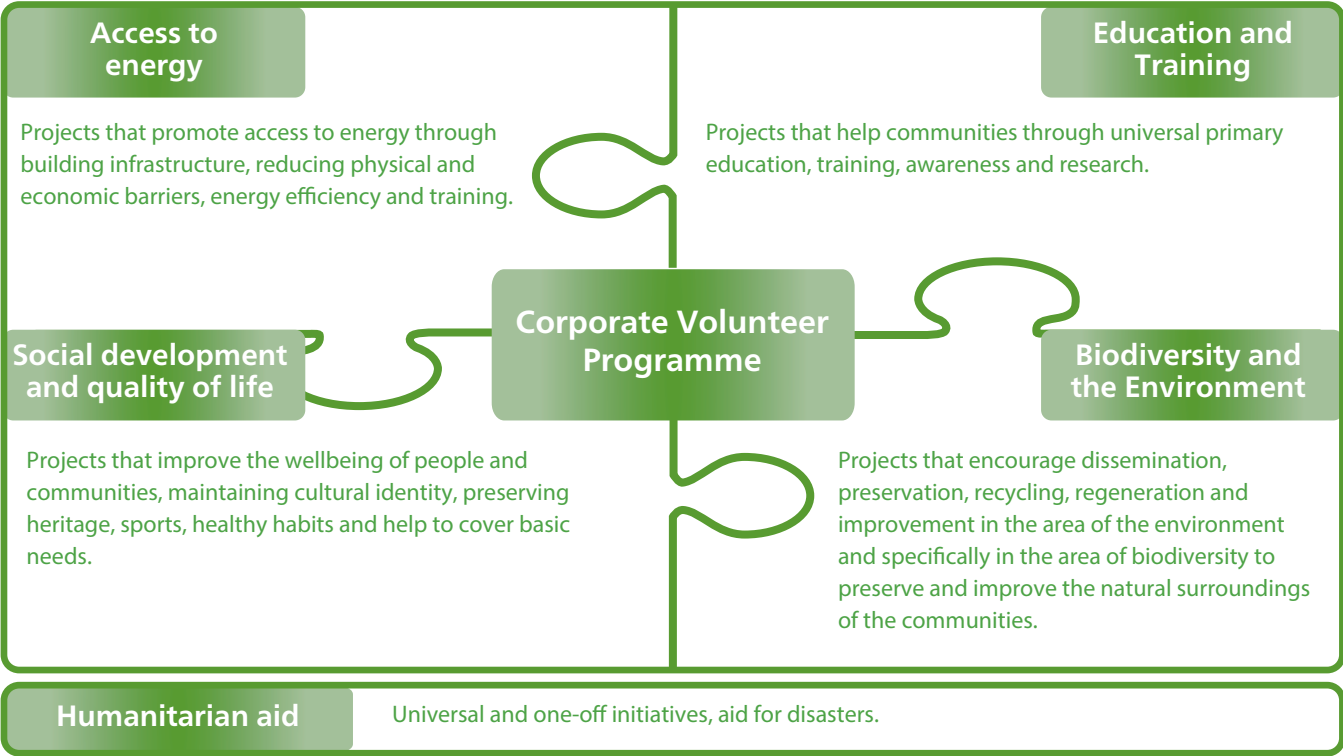 Access to
energy
Projects that promote access to energy through
building infrastructure, reducing physical and
economic barriers, energy efficiency and training.
Education and
Training
Projects that help communities through universal primary
education, training, awareness and research.
Corporate Volunteer
Programme
Social development
and quality of life
Projects that improve the wellbeing of people and
communities, maintaining cultural identity, preserving
heritage, sports, healthy habits and help to cover basic
needs.
Biodiversity and
the Environment
Projects that encourage dissemination,
preservation, recycling, regeneration and
improvement in the area of the environment
and specifically in the area of biodiversity to
preserve and improve the natural surroundings
of the communities.
Humanitarian aid
Universal and one-off initiatives, aid for disasters.